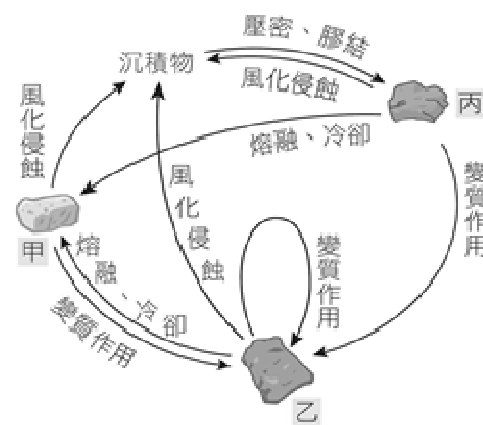 壓密、膠結
沉積物
風化侵蝕
丙
風化侵蝕
熔融、冷卻
變質作用
風化侵蝕
甲
熔融、冷卻
變質作用
變質作用
乙